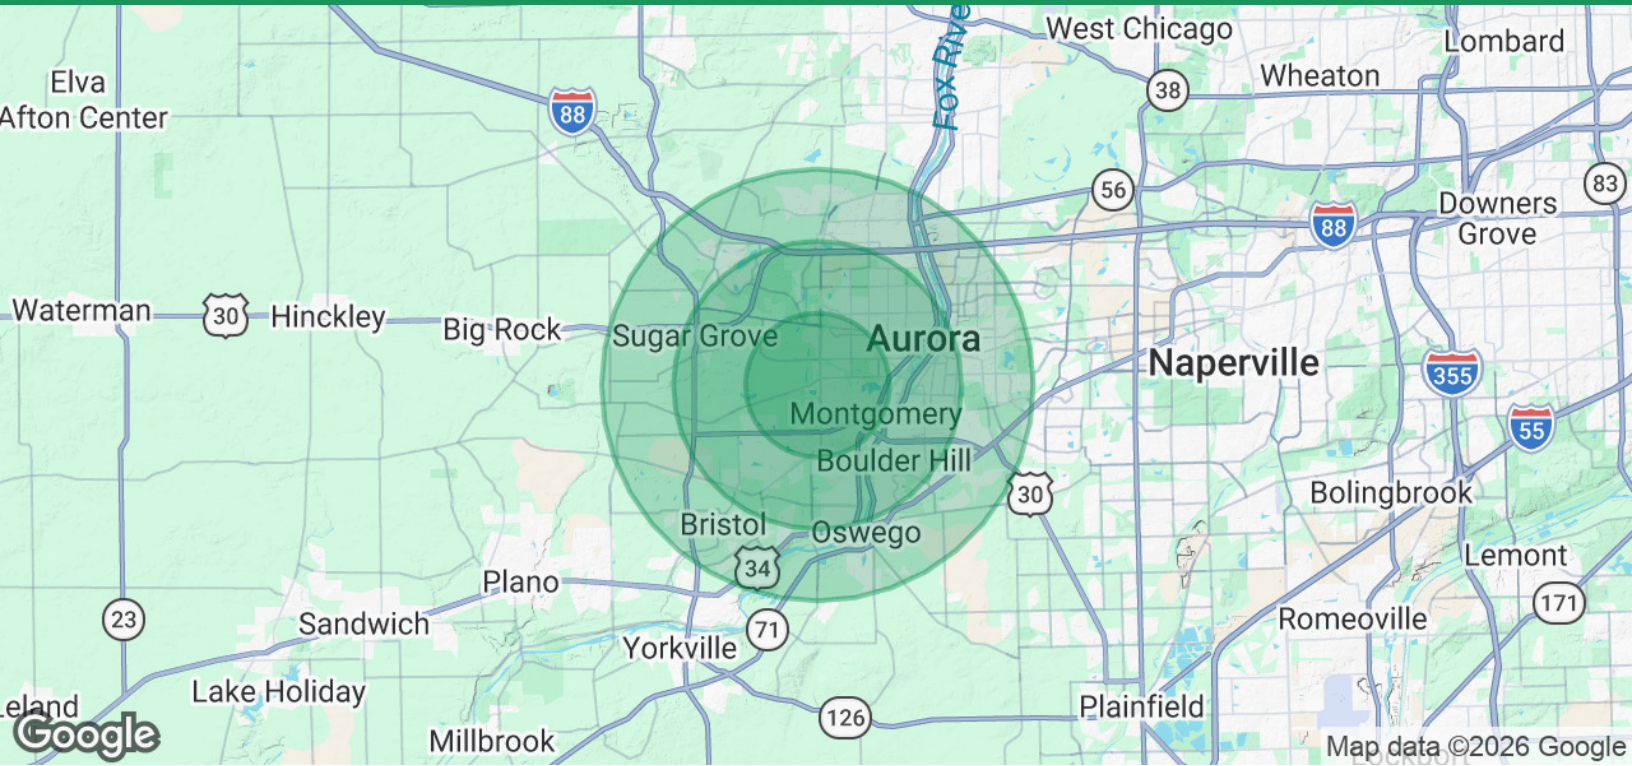 Fox River
West Chicago
Lombard
Elva
Afton Center
Wheaton
38
88
56
83
Downers
Grove
88
Waterman
30
Hinckley
Big Rock
Sugar Grove
Aurora
Naperville
355
Montgomery
55
Boulder Hill
30
Bolingbrook
Bristol
Oswego
34
Lemont
Plano
171
23
Sandwich
Romeoville
71
Yorkville
Lake Holiday
Leland
Plainfield
126
Google
Millbrook
Map data ©2026 Google
Lockport